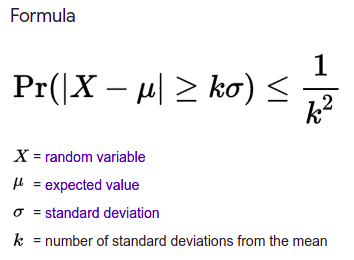 Formula
Pr(|X − μ| ≥ kσ) ≤ 1/k²
X = random variable
μ = expected value
σ = standard deviation
k = number of standard deviations from the mean